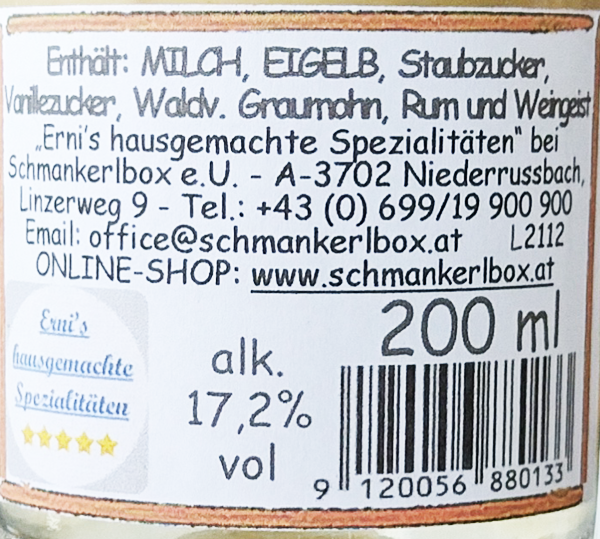 Enthält: MILCH, EIGELB, Staubzucker,
Vanillezucker, Waldv. Graumohn, Rum und Weingeist
„Erni's hausgemachte Spezialitäten" bei
Schmankerlbox e.U. - A-3702 Niederrussbach,
Linzerweg 9 - Tel.: +43 (0) 699/19 900 900
Email: office@schmankerlbox.at L2112
ONLINE-SHOP: www.schmankerlbox.at
Erni's
hausgemachte
Spezialitäten
alk.
17,2%
vol
200 ml
9 120056 880133